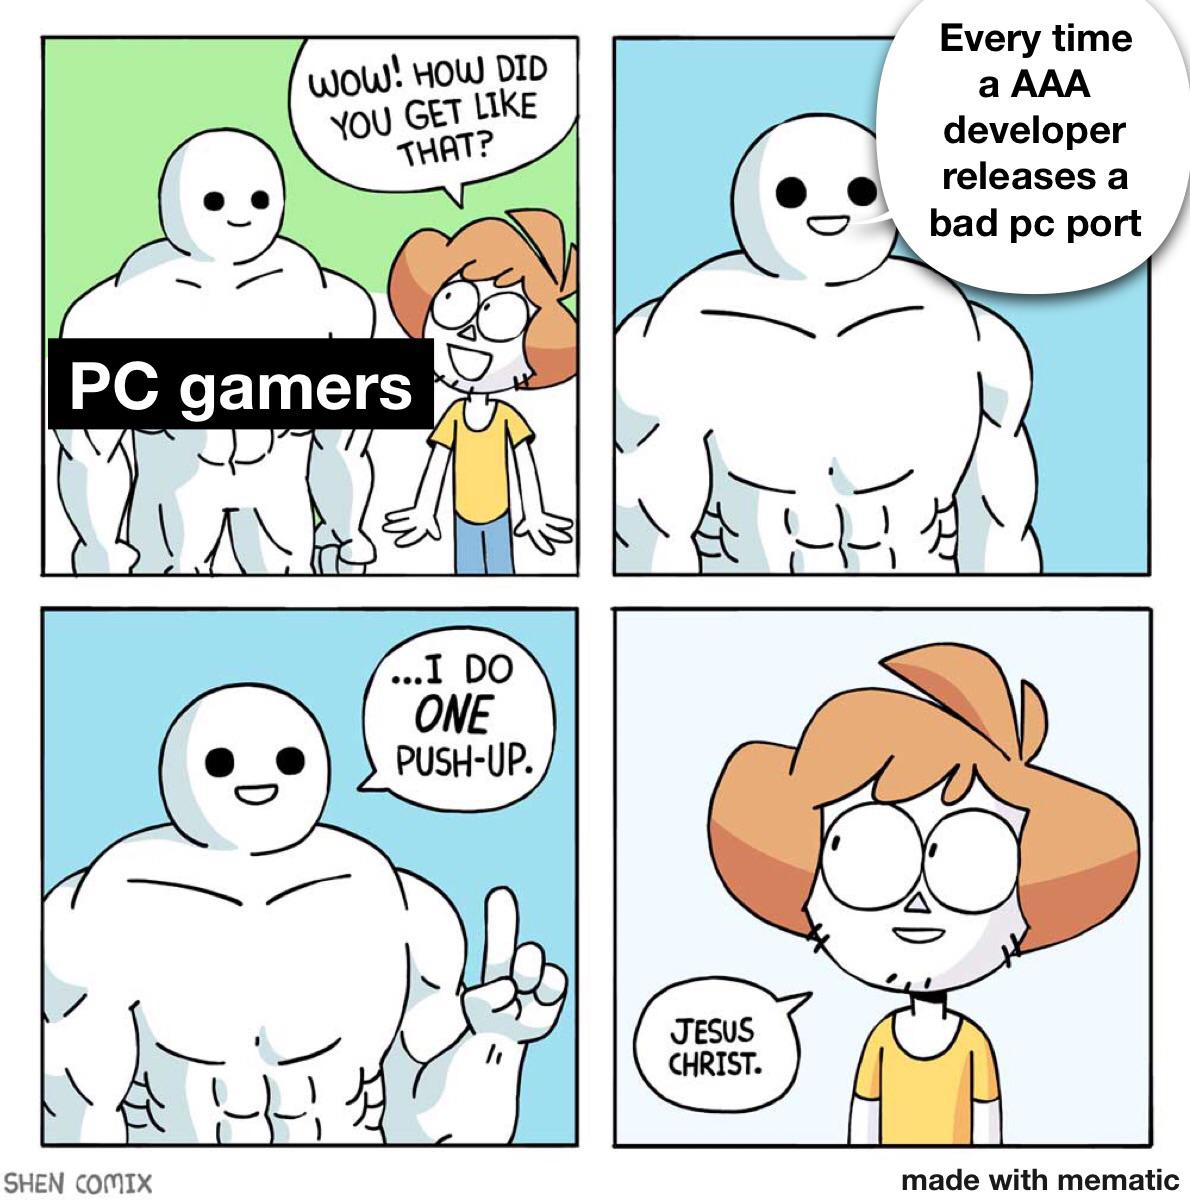 WOW! HOW DID
YOU GET LIKE
THAT?
PC gamers
Every time
a AAA
developer
releases a
bad pc port
...I DO
ONE
PUSH-UP.
JESUS
CHRIST.
SHEN COMIX
made with mematic